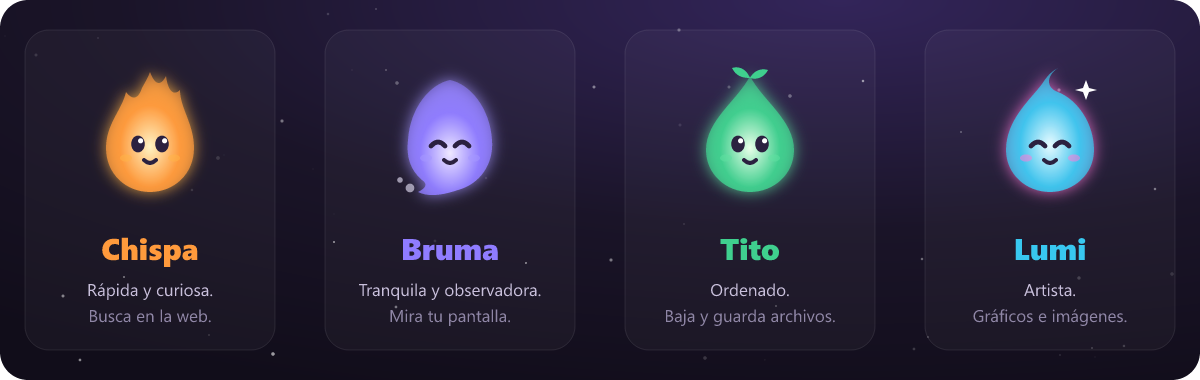 Chispa
Rápida y curiosa.
Busca en la web.
Bruma
Tranquila y observadora.
Mira tu pantalla.
Tito
Ordenado.
Baja y guarda archivos.
Lumi
Artista.
Gráficos e imágenes.